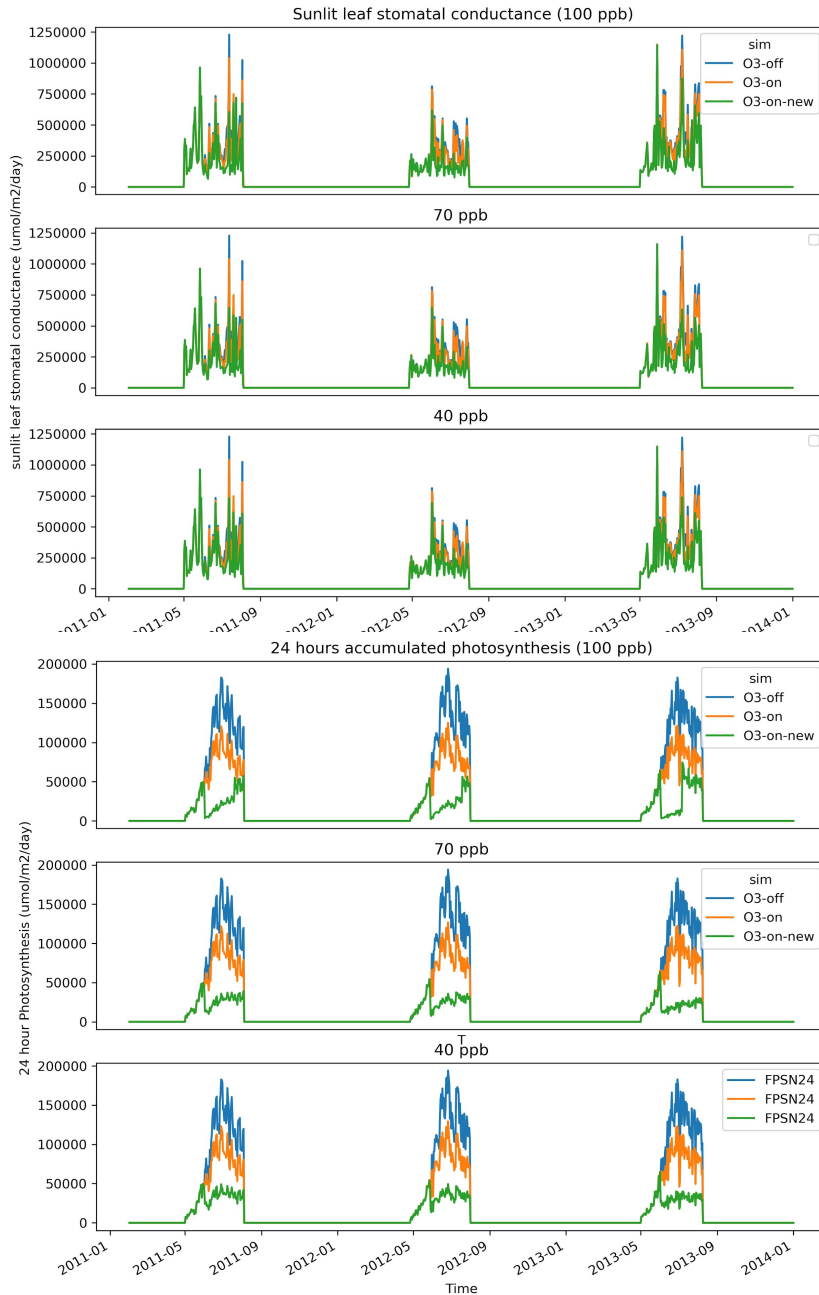 Sunlit leaf stomatal conductance (100 ppb)
1250000
1000000
750000
500000
250000
0
sim
O3-off
O3-on
O3-on-new
sunlit leaf stomatal conductance (umol/m2/day)
70 ppb
1250000
1000000
750000
500000
250000
0
40 ppb
1250000
1000000
750000
500000
250000
0
2011-01
2011-05
2011-09
2012-01
2012-05
2012-09
2013-01
2013-05
2013-09
2014-01
24 hours accumulated photosynthesis (100 ppb)
200000
150000
100000
50000
0
sim
O3-off
O3-on
O3-on-new
24 hour Photosynthesis (umol/m2/day)
70 ppb
200000
150000
100000
50000
0
sim
O3-off
O3-on
O3-on-new
T
40 ppb
200000
150000
100000
50000
0
FPSN24
FPSN24
FPSN24
2011-01
2011-05
2011-09
2012-01
2012-05
2012-09
2013-01
2013-05
2013-09
2014-01
Time